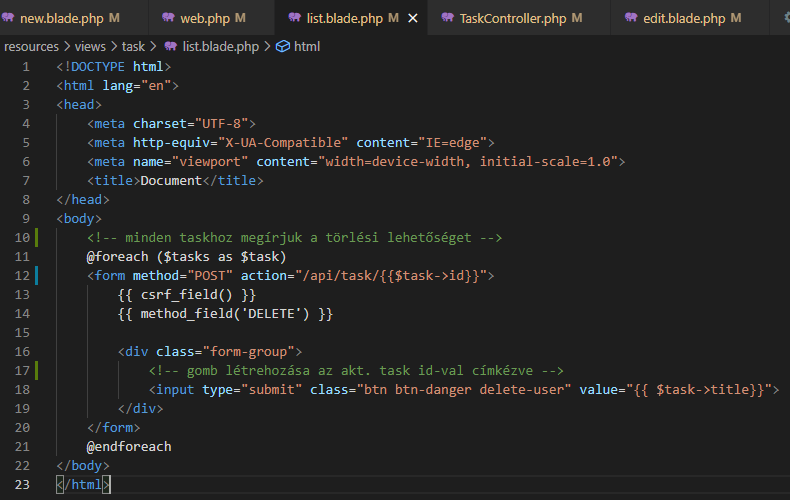 new.blade.php M web.php M list.blade.php M TaskController.php M edit.blade.php M
resources > views > task > list.blade.php > html
1 <!DOCTYPE html>
2 <html lang="en">
3 <head>
4 <meta charset="UTF-8">
5 <meta http-equiv="X-UA-Compatible" content="IE=edge">
6 <meta name="viewport" content="width=device-width, initial-scale=1.0">
7 <title>Document</title>
8 </head>
9 <body>
10 <!-- minden taskhoz megírjuk a törlési lehetőséget -->
11 @foreach ($tasks as $task)
12 <form method="POST" action="/api/task/{{$task->id}}">
13 {{ csrf_field() }}
14 {{ method_field('DELETE') }}
15
16 <div class="form-group">
17 <!-- gomb létrehozása az akt. task id-val címkézve -->
18 <input type="submit" class="btn btn-danger delete-user" value="{{ $task->title}}">
19 </div>
20 </form>
21 @endforeach
22 </body>
23 </html>